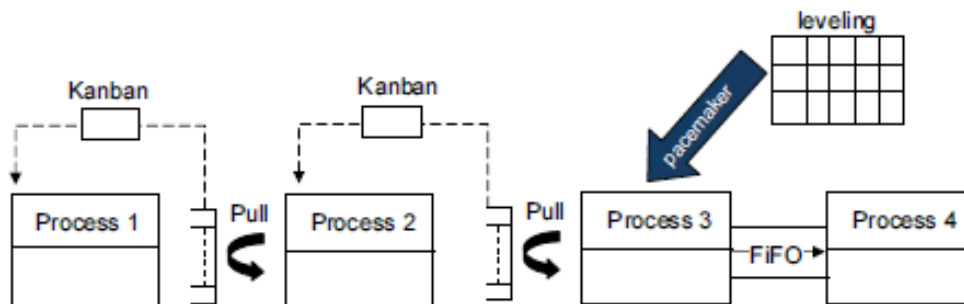 leveling
Kanban
Kanban
pacemaker
Process 1
Pull
Process 2
Pull
Process 3
FiFO
Process 4